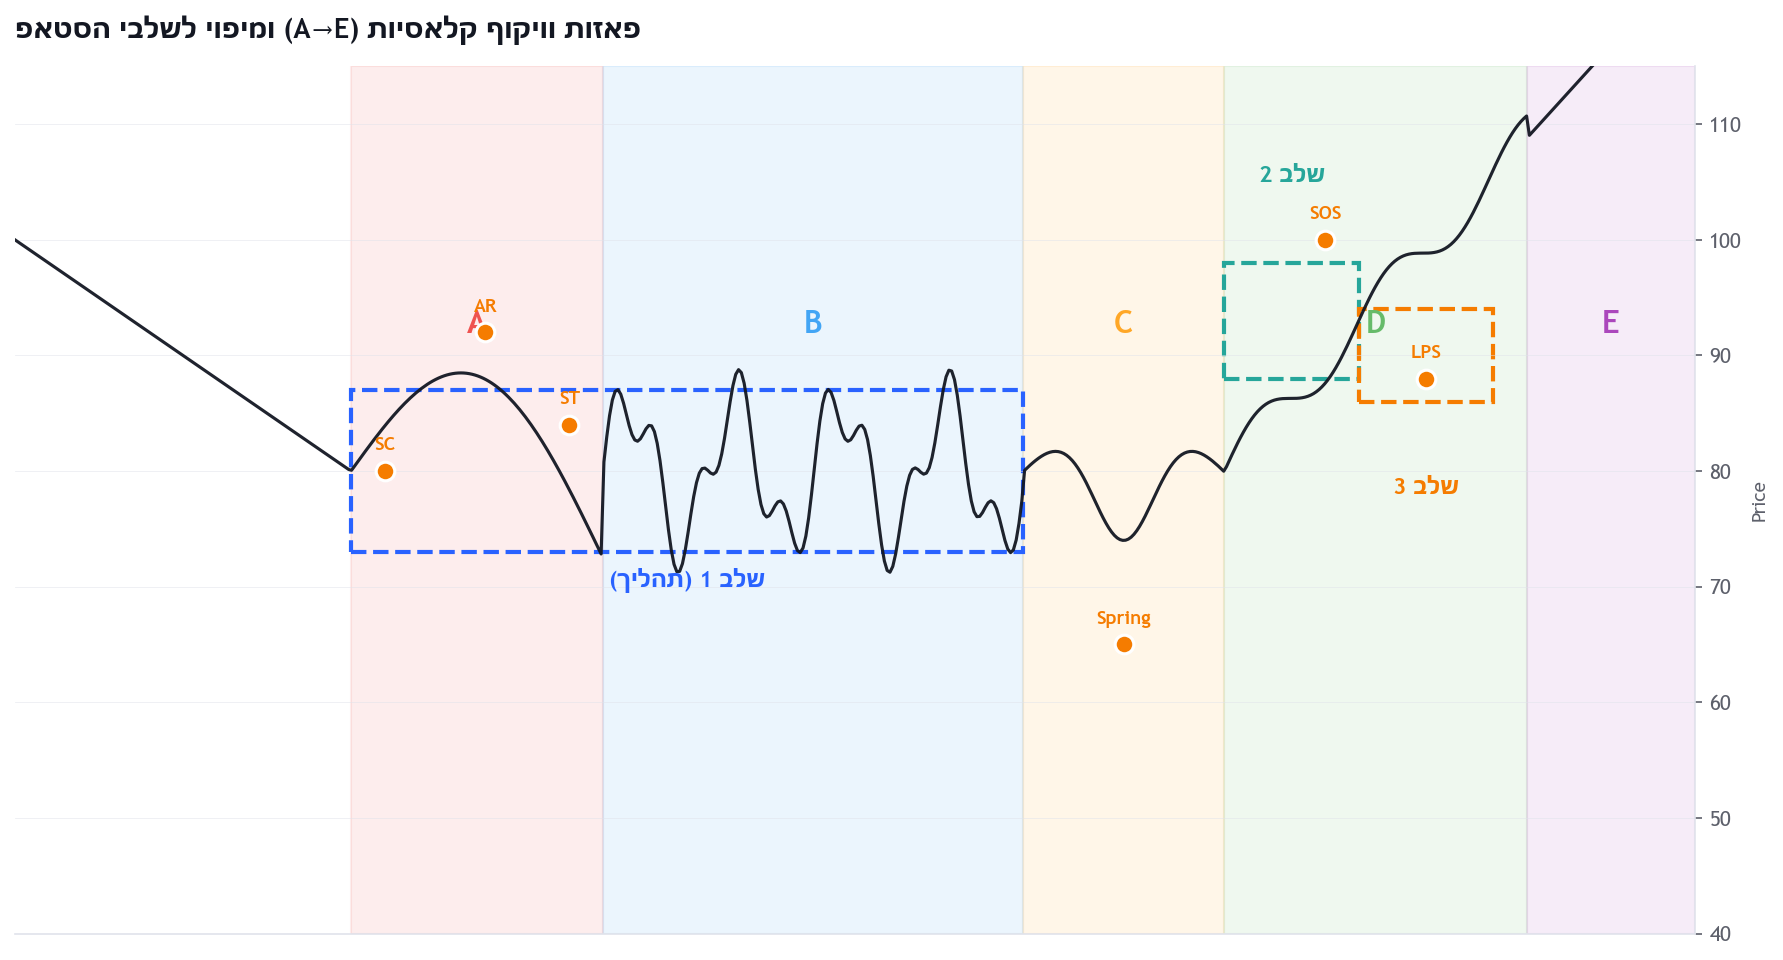 פאזות וויקוף קלאסיות (A→E) ומיפוי לשלבי הסטאפ
שלב 2
SOS
AR
A
B
C
D
E
LPS
ST
SC
שלב 3
שלב 1 (תהליך)
Spring
110
100
90
80
70
60
50
40
Price